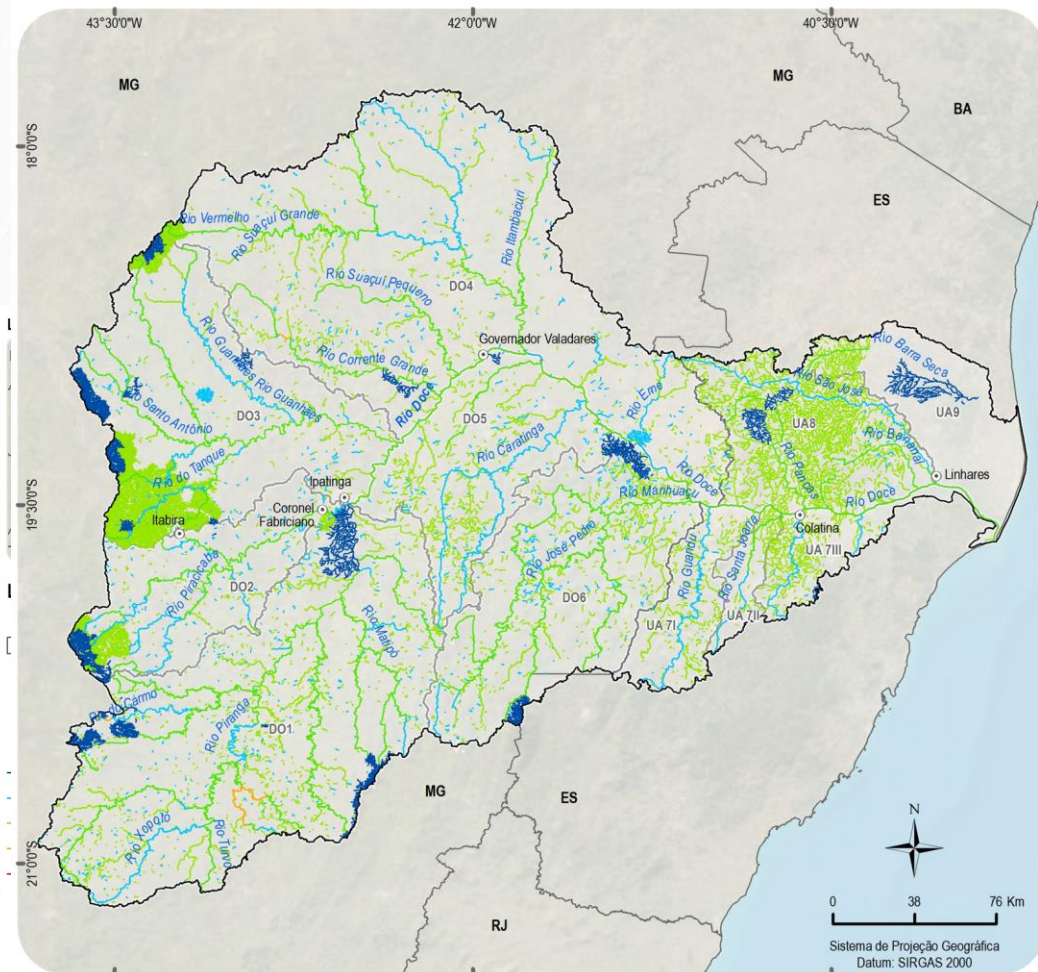 43°30'0"W
42°0'0"W
40°30'0"W
MG
MG
BA
18°0'0"S
ES
Rio Vermelho
Rio Suaçuí Grande
Rio Itambacuri
Rio Suaçuí Pequeno
DO4
Governador Valadares
Rio Guanhães
Rio Guanhães
Rio Corrente Grande
Rio Doce
Rio Eme
Rio São José
Rio Barra Seca
UA9
Rio Santo Antônio
DO3
DO5
UA8
Rio Caratinga
Rio Bananal
Rio do Tanque
Rio Pancas
Linhares
Ipatinga
Rio Doce
Rio Manhuaçu
Rio Doce
19°30'0"S
Coronel
Fabriciano
Itabira
Colatina
Rio José Pedro
UA 7III
Rio Piracicaba
DO2
Rio Guandu
Rio Santa Joana
DO6
UA 7II
Rio Matipó
UA 7I
Rio do Carmo
Rio Piranga
DO1
MG
ES
Rio Xopotó
Rio Turvo
21°0'0"S
N
RJ
0 38 76 Km
Sistema de Projeção Geográfica
Datum: SIRGAS 2000